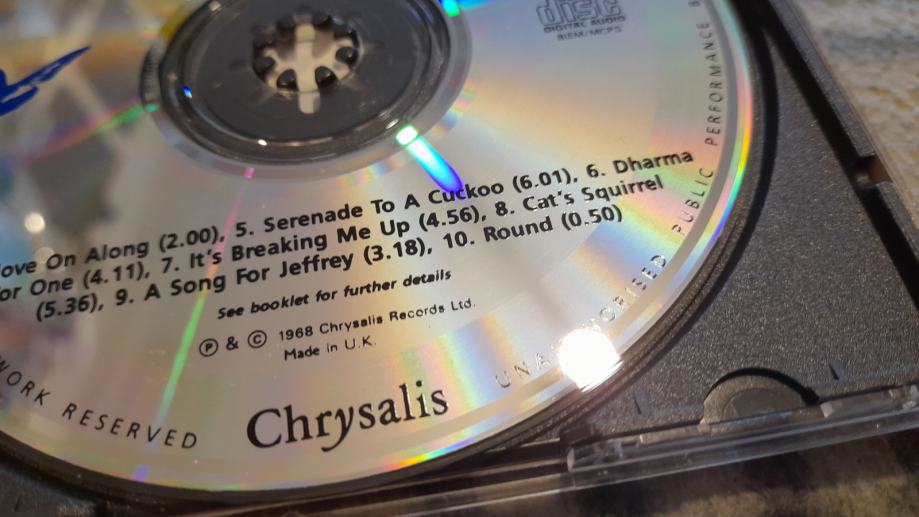 disc
DIGITAL AUDIO
BIEM/MCPS
ove On Along (2.00), 5. Serenade To A Cuckoo (6.01), 6. Dharma
or One (4.11), 7. It's Breaking Me Up (4.56), 8. Cat's Squirrel
(5.36), 9. A Song For Jeffrey (3.18), 10. Round (0.50)
See booklet for further details
Ⓟ & © 1968 Chrysalis Records Ltd.
Made in U.K.
Chrysalis
WORK RESERVED
UNA ORISED PUBLIC PERFORMANCE B